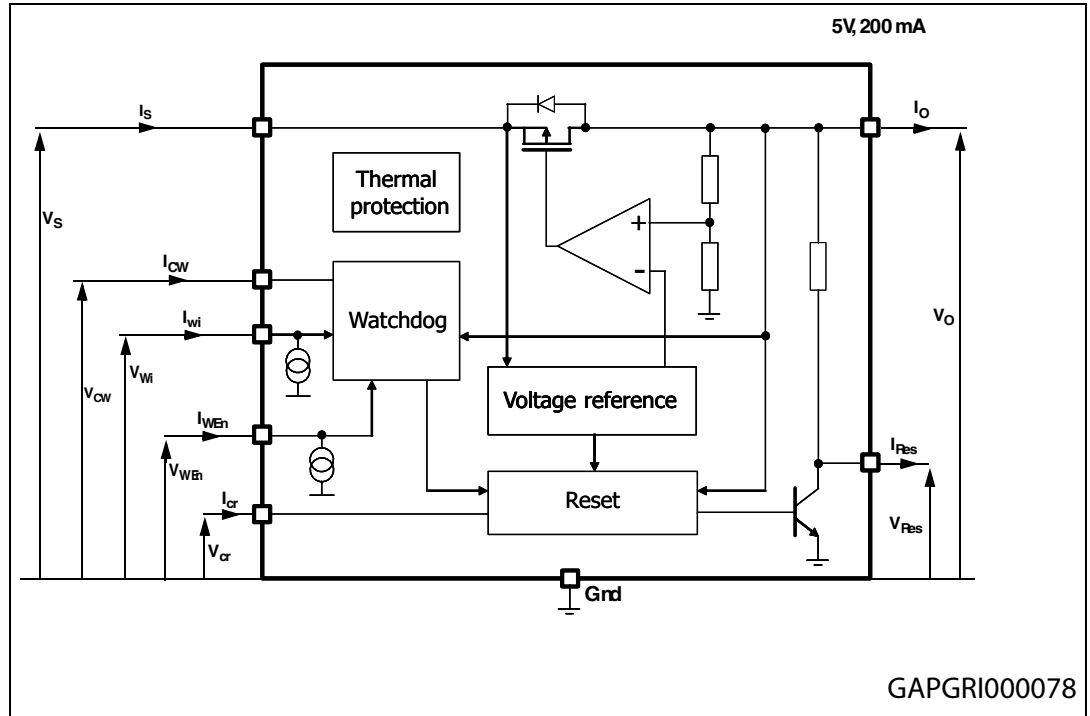 5V, 200 mA
I_S
I_O
Thermal
protection
V_S
+
-
I_CW
Watchdog
I_wi
V_O
V_Wi
V_CW
Voltage reference
I_WEn
V_WEn
I_Res
I_cr
Reset
V_Res
V_cr
Gnd
GAPGRI000078